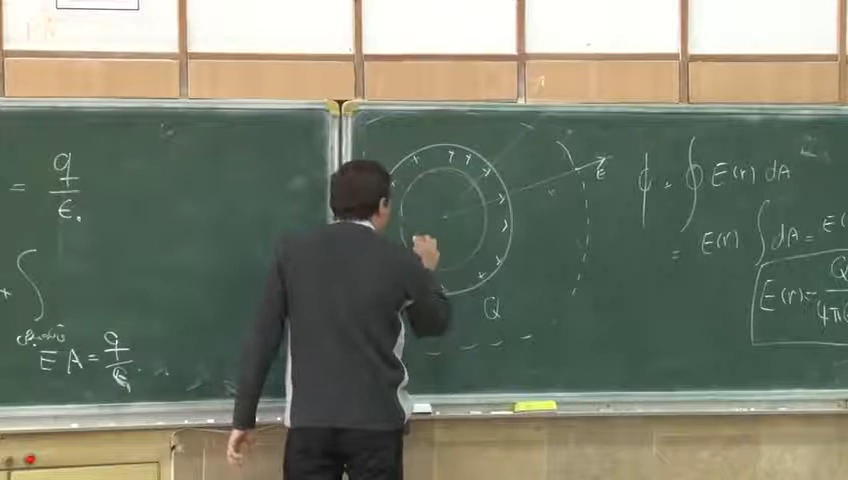 = q/ε₀
∫
EA = q/ε₀
E
Q
ϕ = ∮ E(r) dA
= E(r) ∫ dA = E(
E(r) = Q/4π